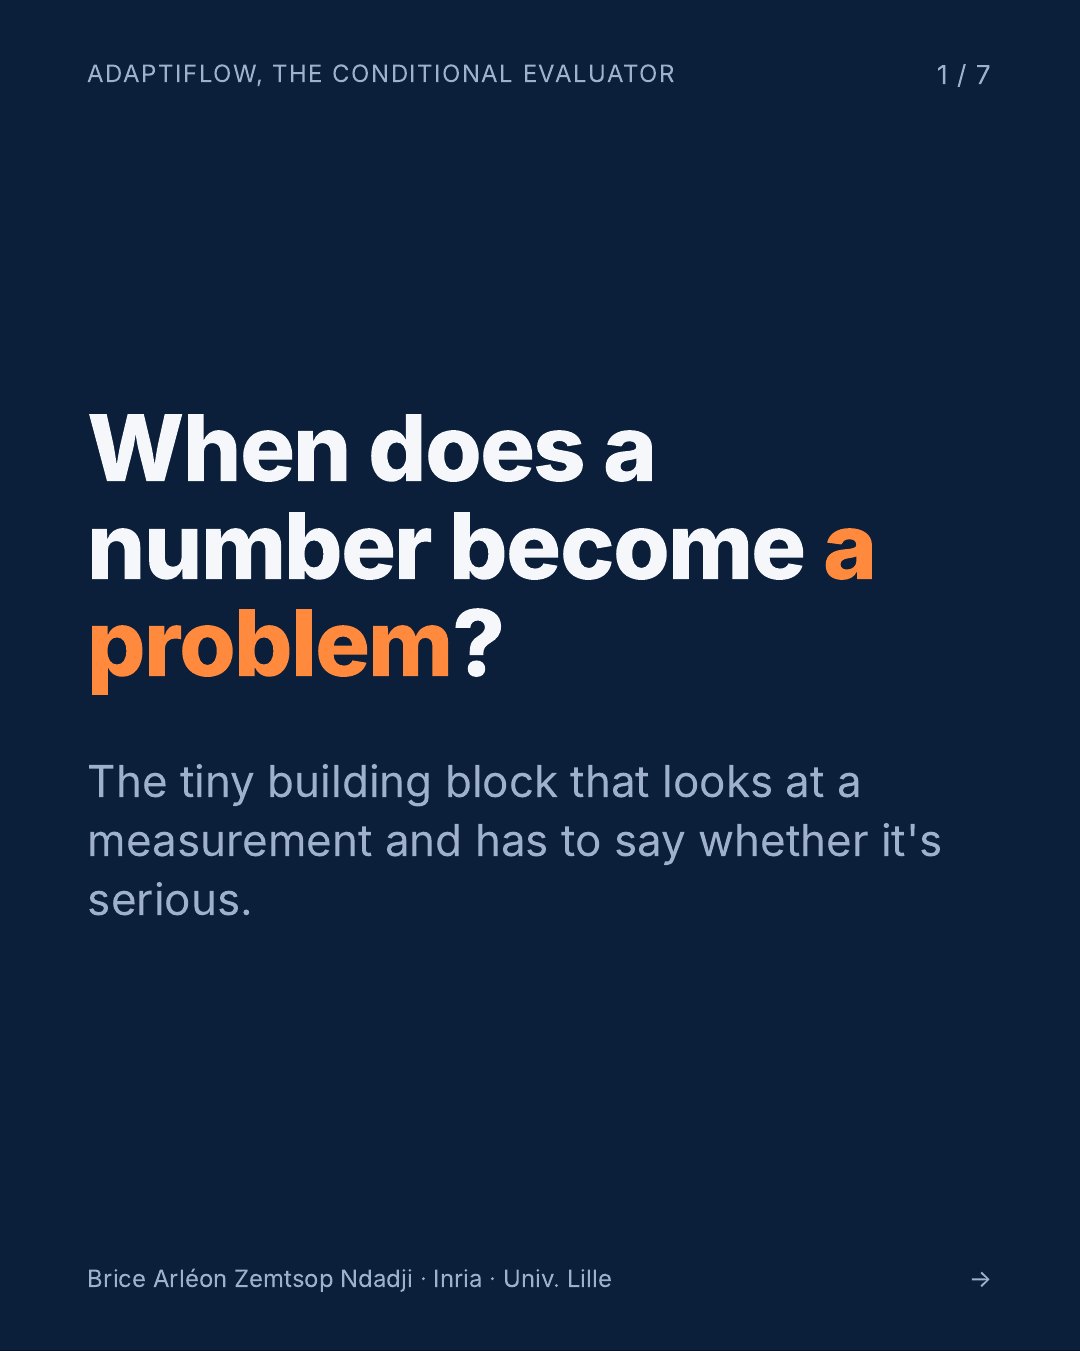 ADAPTIFLOW, THE CONDITIONAL EVALUATOR
1 / 7
When does a
number become a
problem?
The tiny building block that looks at a
measurement and has to say whether it's
serious.
Brice Arléon Zemtsop Ndadji · Inria · Univ. Lille
→